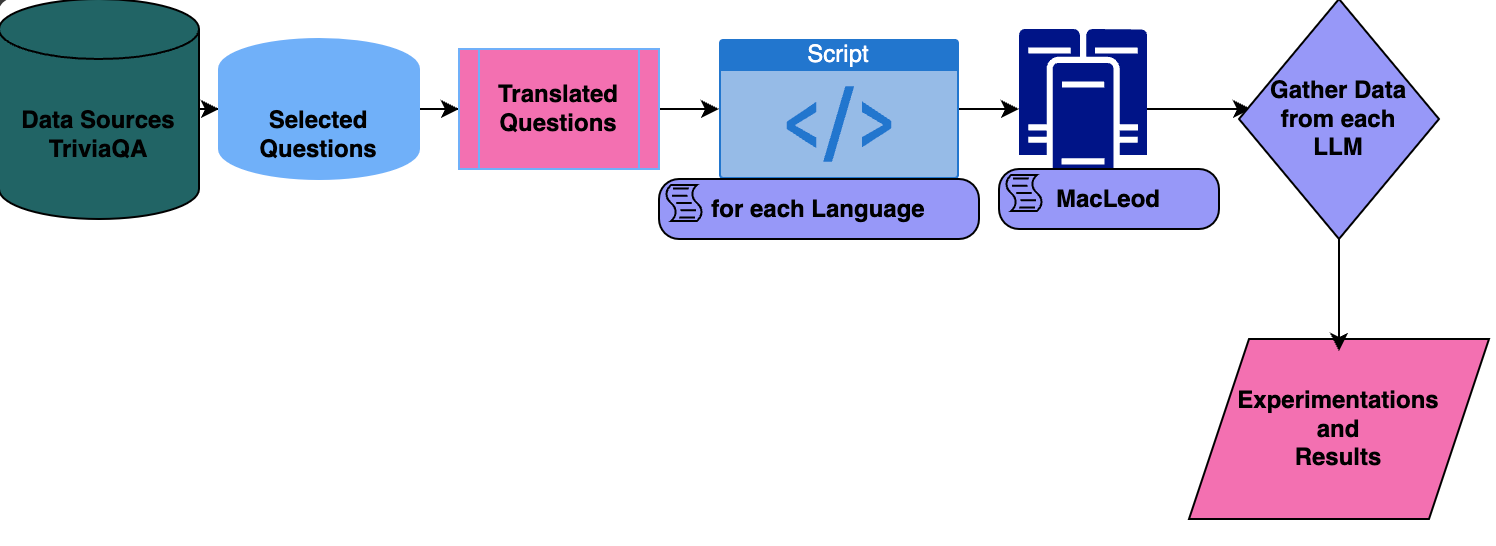 Data Sources
TriviaQA
Selected
Questions
Translated
Questions
Script
</>
for each Language
MacLeod
Gather Data
from each
LLM
Experimentations
and
Results